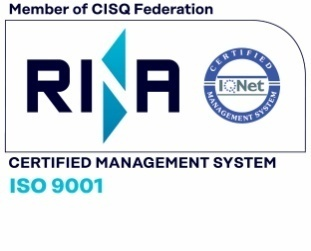 Member of CISQ Federation
RINA
CERTIFIED
IQNet
MANAGEMENT SYSTEM
CERTIFIED MANAGEMENT SYSTEM
ISO 9001